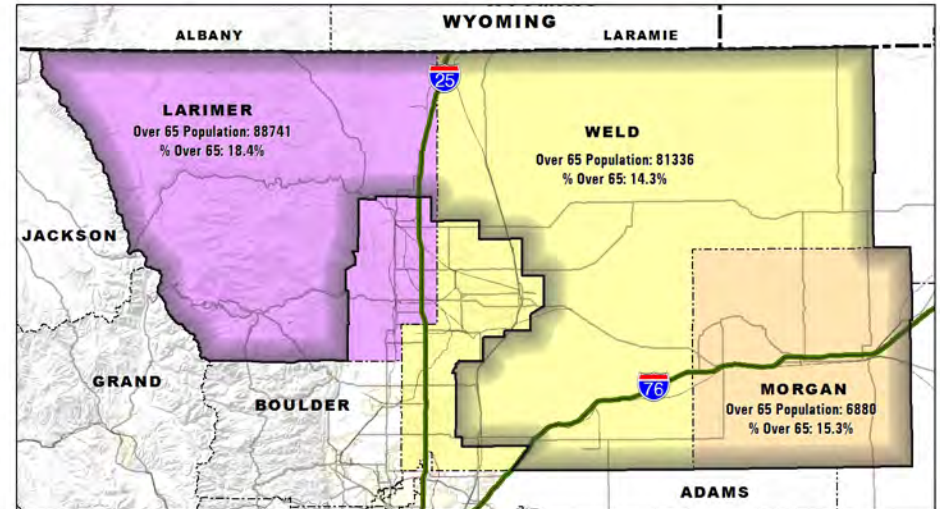 WYOMING
ALBANY
LARAMIE
25
LARIMER
Over 65 Population: 88741
% Over 65: 18.4%
WELD
Over 65 Population: 81336
% Over 65: 14.3%
JACKSON
GRAND
BOULDER
76
MORGAN
Over 65 Population: 6880
% Over 65: 15.3%
ADAMS